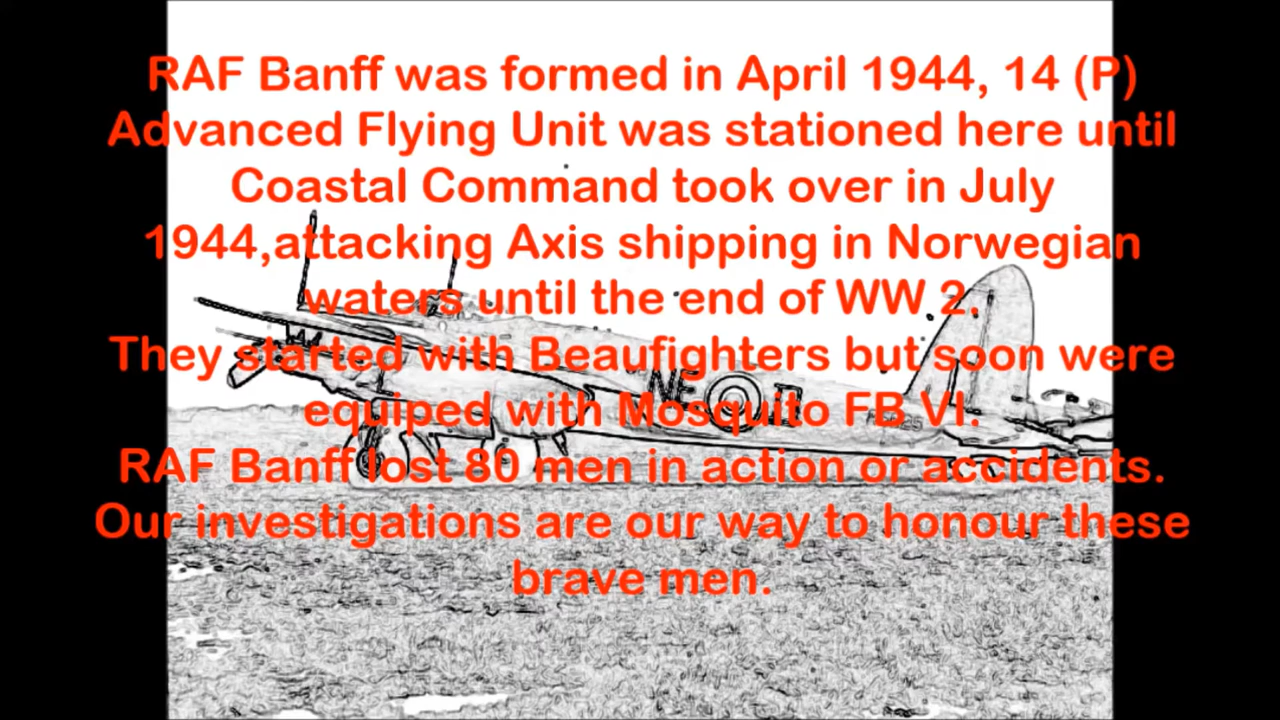 RAF Banff was formed in April 1944, 14 (P)
Advanced Flying Unit was stationed here until
Coastal Command took over in July
1944,attacking Axis shipping in Norwegian
waters until the end of WW 2.
They started with Beaufighters but soon were
NE D
equiped with Mosquito FB VI.
RAF Banff lost 80 men in action or accidents.
Our investigations are our way to honour these
brave men.